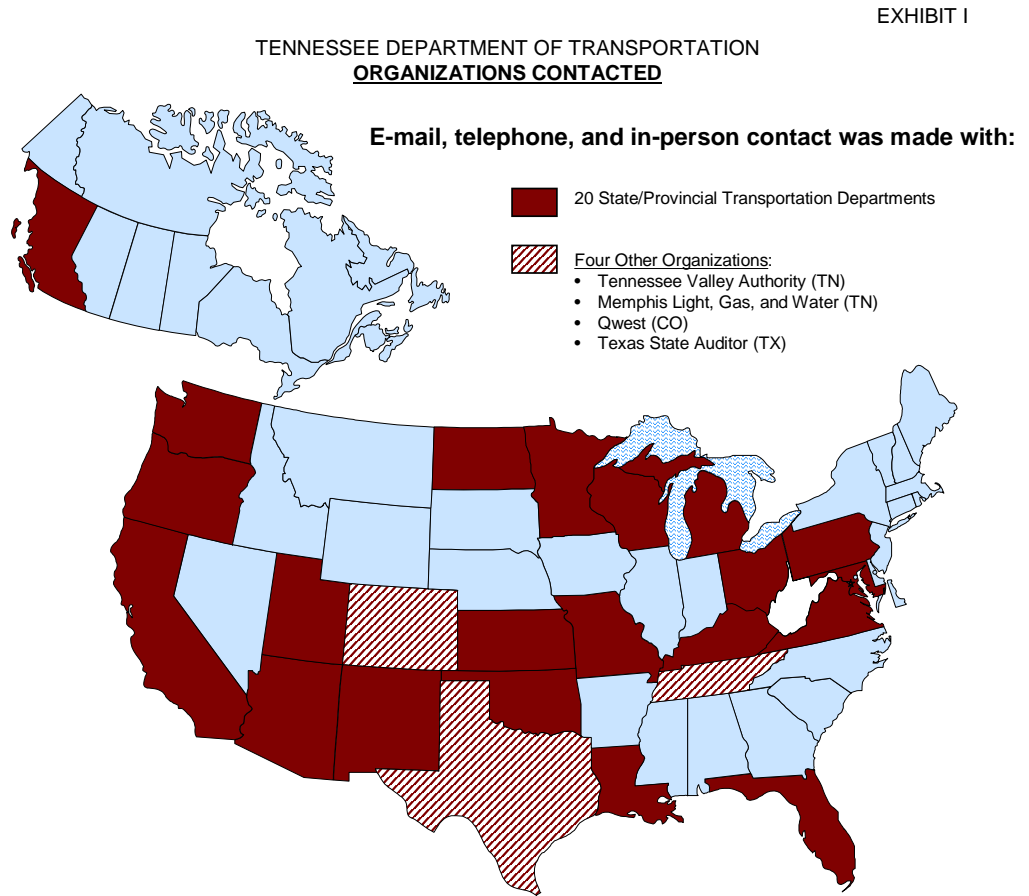 EXHIBIT I
TENNESSEE DEPARTMENT OF TRANSPORTATION
ORGANIZATIONS CONTACTED
E-mail, telephone, and in-person contact was made with:
20 State/Provincial Transportation Departments
Four Other Organizations:
• Tennessee Valley Authority (TN)
• Memphis Light, Gas, and Water (TN)
• Qwest (CO)
• Texas State Auditor (TX)